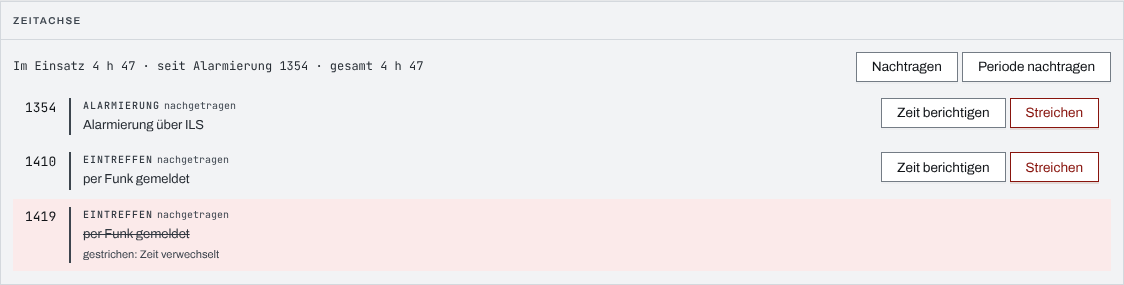 ZEITACHSE
Im Einsatz 4 h 47 · seit Alarmierung 1354 · gesamt 4 h 47
Nachtragen
Periode nachtragen
1354
ALARMIERUNG nachgetragen
Alarmierung über ILS
Zeit berichtigen
Streichen
1410
EINTREFFEN nachgetragen
per Funk gemeldet
Zeit berichtigen
Streichen
1419
EINTREFFEN nachgetragen
per Funk gemeldet
gestrichen: Zeit verwechselt